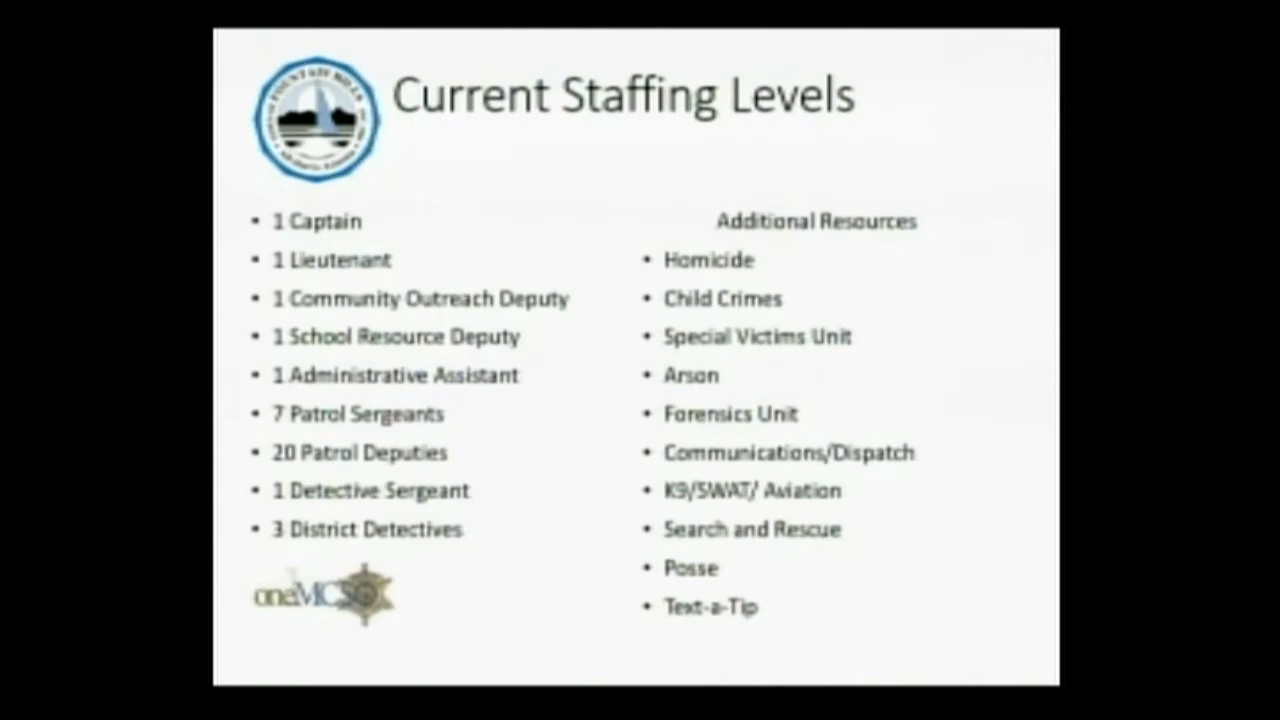 FOUNTAIN HILLS
Current Staffing Levels
• 1 Captain
• 1 Lieutenant
• 1 Community Outreach Deputy
• 1 School Resource Deputy
• 1 Administrative Assistant
• 7 Patrol Sergeants
• 20 Patrol Deputies
• 1 Detective Sergeant
• 3 District Detectives
oneMCSO
Additional Resources
• Homicide
• Child Crimes
• Special Victims Unit
• Arson
• Forensics Unit
• Communications/Dispatch
• K9/SWAT/ Aviation
• Search and Rescue
• Posse
• Text-a-Tip